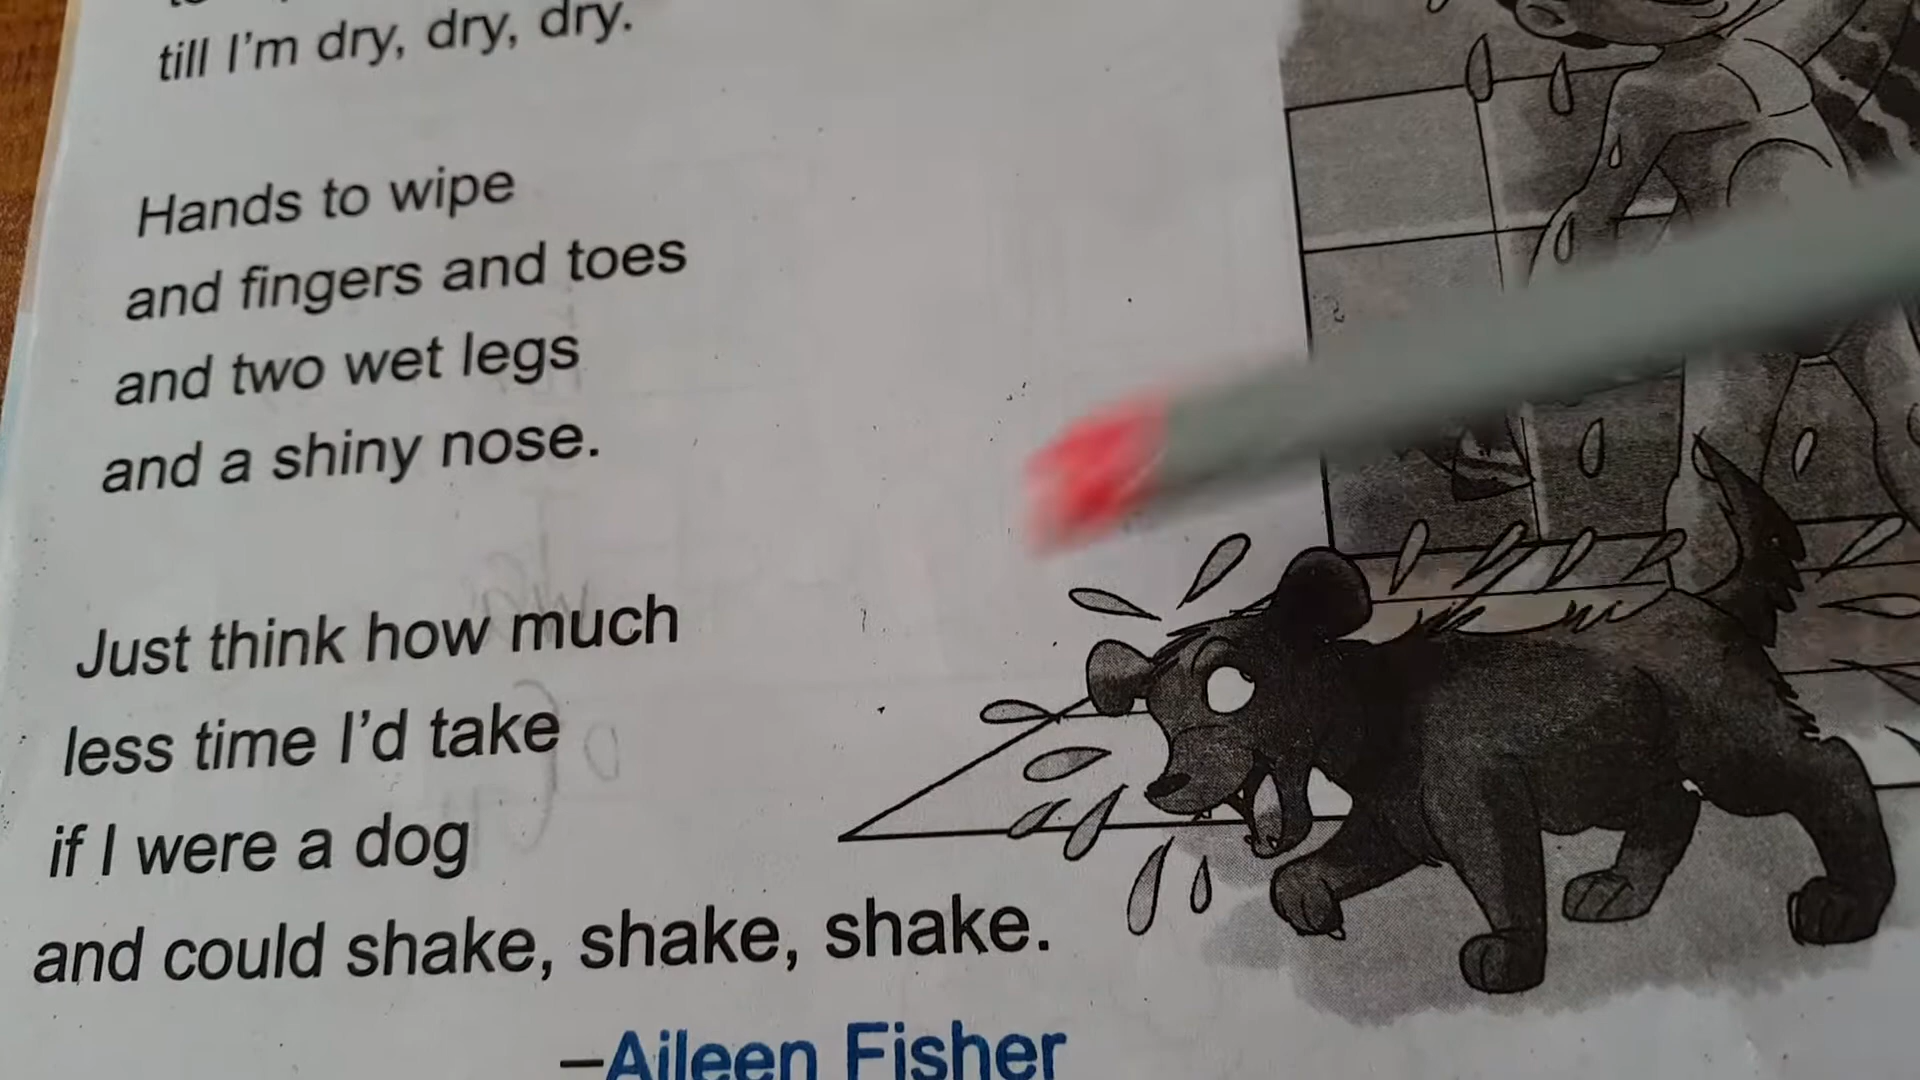 till I'm dry, dry, dry.
Hands to wipe
and fingers and toes
and two wet legs
and a shiny nose.
Just think how much
less time I'd take
if I were a dog
and could shake, shake, shake.
–Aileen Fisher